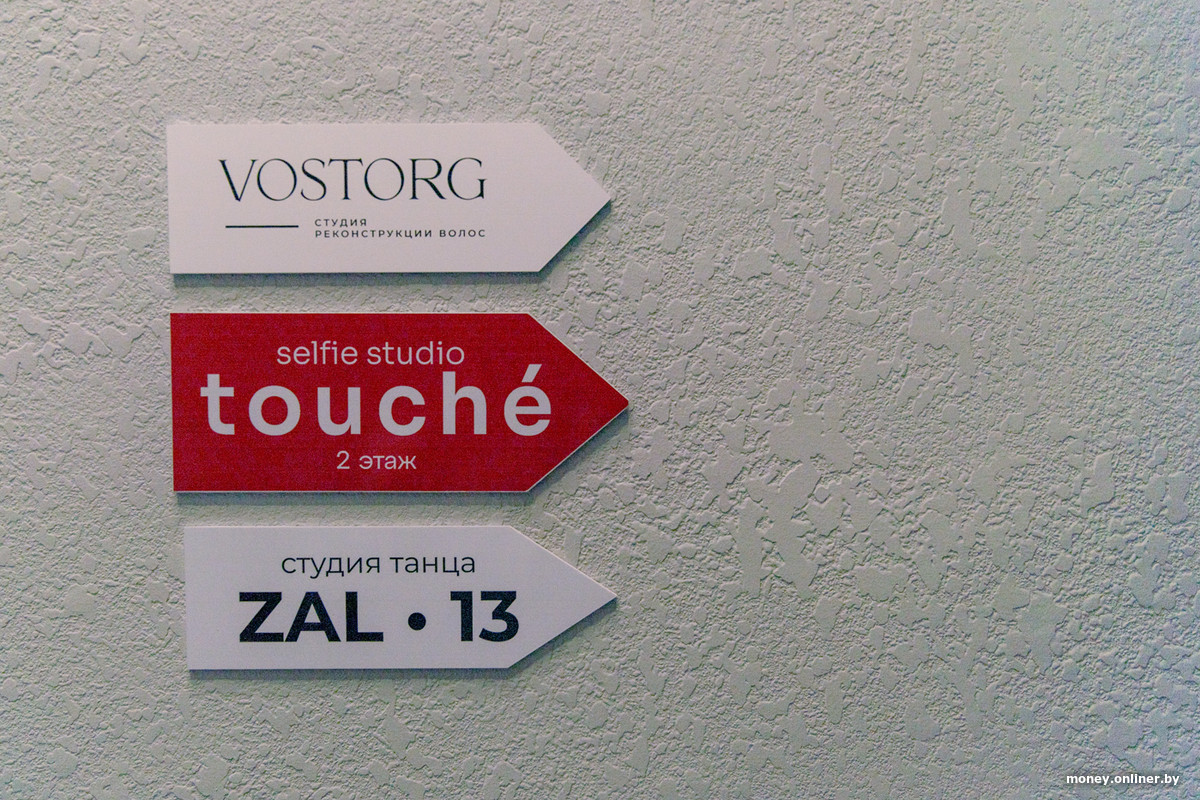 VOSTORG
СТУДИЯ
РЕКОНСТРУКЦИИ ВОЛОС
selfie studio
touché
2 этаж
студия танца
ZAL • 13
money.onliner.by